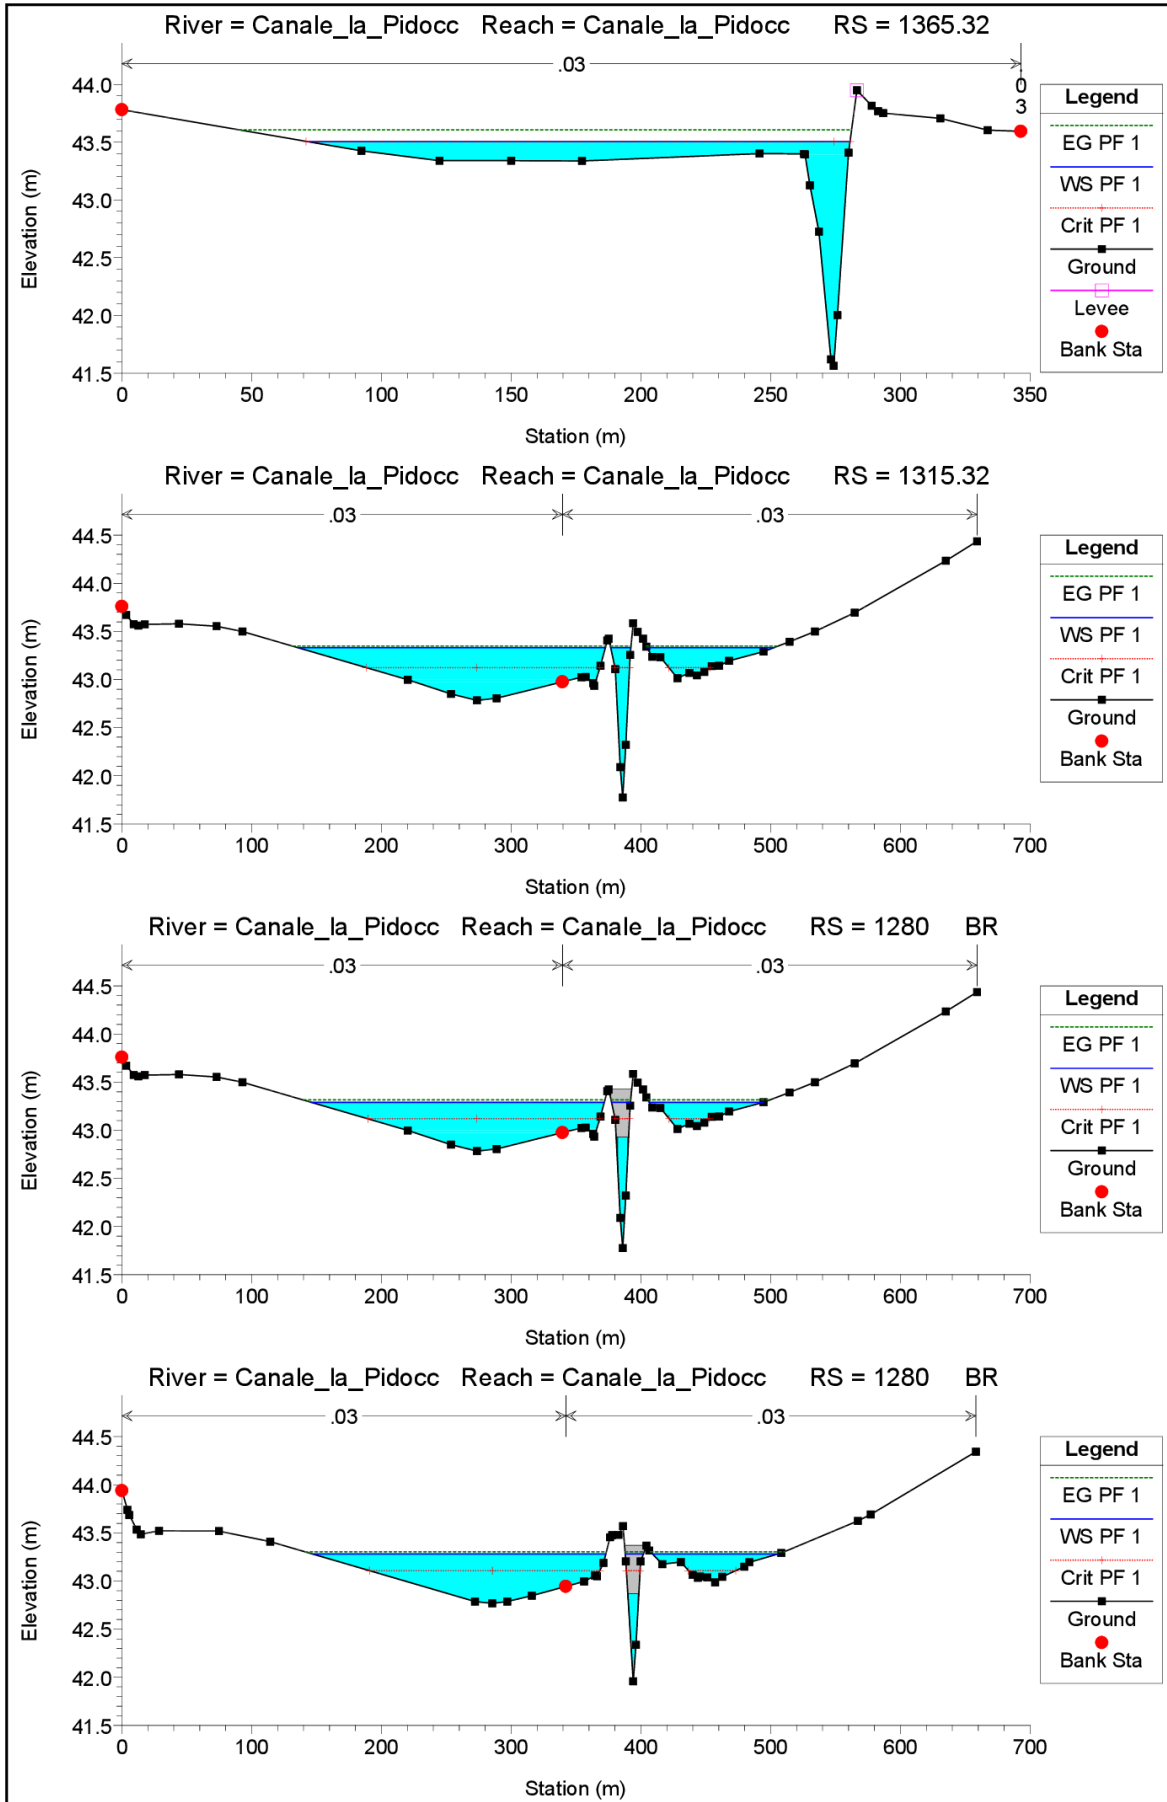 River = Canale_la_Pidocc Reach = Canale_la_Pidocc RS = 1365.32
.03
.03
44.0
43.5
43.0
42.5
42.0
41.5
0 50 100 150 200 250 300 350
Station (m)
Elevation (m)
Legend
EG PF 1
WS PF 1
Crit PF 1
Ground
Levee
Bank Sta
River = Canale_la_Pidocc Reach = Canale_la_Pidocc RS = 1315.32
.03 .03
44.5
44.0
43.5
43.0
42.5
42.0
41.5
0 100 200 300 400 500 600 700
Station (m)
Elevation (m)
Legend
EG PF 1
WS PF 1
Crit PF 1
Ground
Bank Sta
River = Canale_la_Pidocc Reach = Canale_la_Pidocc RS = 1280 BR
.03 .03
44.5
44.0
43.5
43.0
42.5
42.0
41.5
0 100 200 300 400 500 600 700
Station (m)
Elevation (m)
Legend
EG PF 1
WS PF 1
Crit PF 1
Ground
Bank Sta
River = Canale_la_Pidocc Reach = Canale_la_Pidocc RS = 1280 BR
.03 .03
44.5
44.0
43.5
43.0
42.5
42.0
41.5
0 100 200 300 400 500 600 700
Station (m)
Elevation (m)
Legend
EG PF 1
WS PF 1
Crit PF 1
Ground
Bank Sta